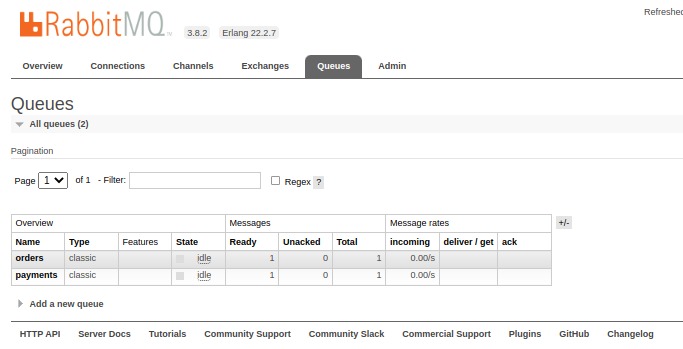 Refreshed
RabbitMQ TM 3.8.2 Erlang 22.2.7
Overview Connections Channels Exchanges Queues Admin
Queues
All queues (2)
Pagination
Page 1 of 1 - Filter: Regex ?
Overview Messages Message rates +/-
Name Type Features State Ready Unacked Total incoming deliver / get ack
orders classic idle 1 0 1 0.00/s
payments classic idle 1 0 1 0.00/s
Add a new queue
HTTP API Server Docs Tutorials Community Support Community Slack Commercial Support Plugins GitHub Changelog